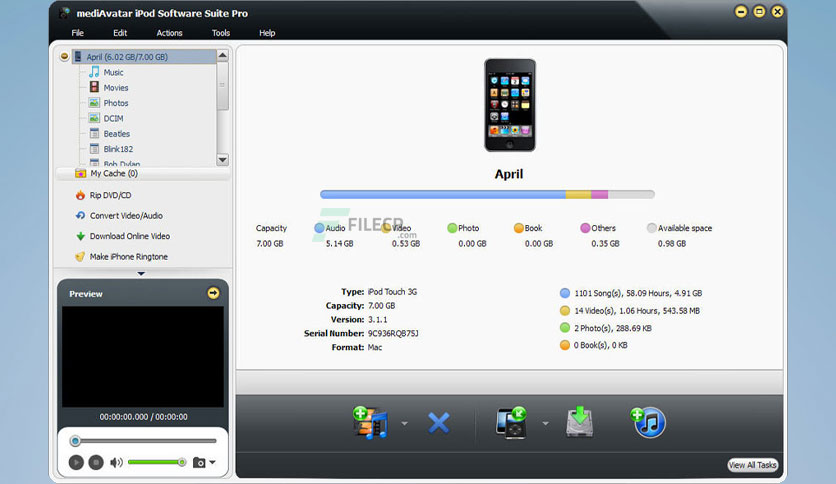 mediAvatar iPod Software Suite Pro
File Edit Actions Tools Help
April (6.02 GB/7.00 GB)
Music
Movies
Photos
DCIM
Beatles
Blink182
Bob Dylan
My Cache (0)
Rip DVD/CD
Convert Video/Audio
Download Online Video
Make iPhone Ringtone
Preview
00:00:00.000 / 00:00:00
April
Capacity Audio Video Photo Book Others Available space
7.00 GB 5.14 GB 0.53 GB 0.00 GB 0.00 GB 0.35 GB 0.98 GB
FILECR
.com
Type: iPod Touch 3G
Capacity: 7.00 GB
Version: 3.1.1
Serial Number: 9C936RQB75J
Format: Mac
1101 Song(s), 58.09 Hours, 4.91 GB
14 Video(s), 1.06 Hours, 543.58 MB
2 Photo(s), 288.69 KB
0 Book(s), 0 KB
View All Tasks